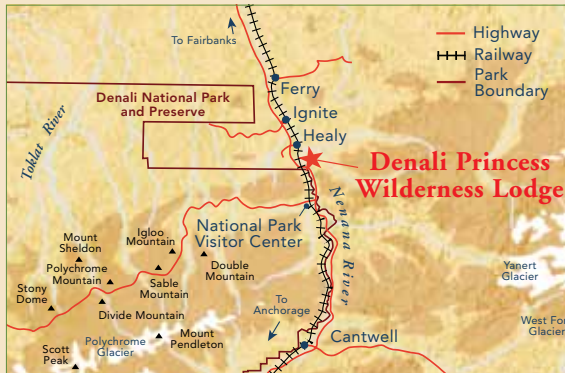 To Fairbanks
Highway
Railway
Park
Boundary
Ferry
Denali National Park
and Preserve
Ignite
Healy
Toklat River
Denali Princess
Wilderness Lodge
Nenana River
National Park
Visitor Center
Mount
Sheldon
Igloo
Mountain
Polychrome
Mountain
Double
Mountain
Sable
Mountain
Stony
Dome
Divide Mountain
Yanert
Glacier
To
Anchorage
West For
Glacier
Polychrome
Glacier
Mount
Pendleton
Cantwell
Scott
Peak